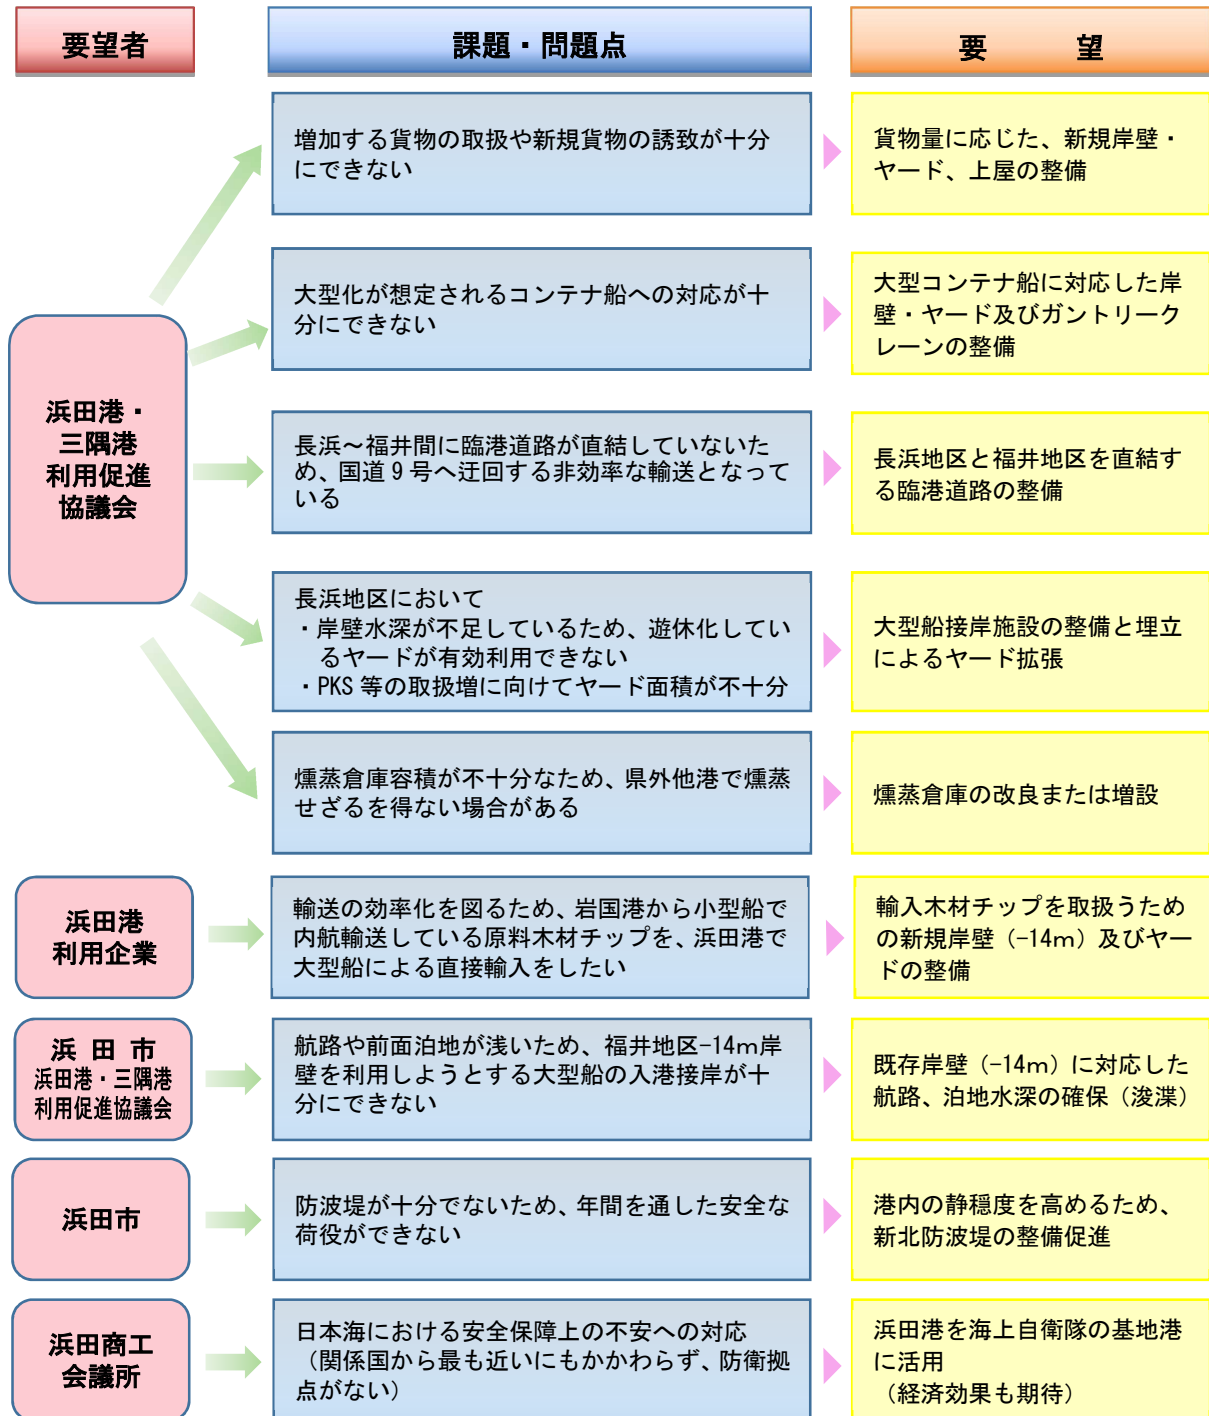 要望者
課題・問題点
要　　望
浜田港・
三隅港
利用促進
協議会
増加する貨物の取扱や新規貨物の誘致が十分
にできない
貨物量に応じた、新規岸壁・
ヤード、上屋の整備
大型化が想定されるコンテナ船への対応が十
分にできない
大型コンテナ船に対応した岸
壁・ヤード及びガントリーク
レーンの整備
長浜～福井間に臨港道路が直結していないた
め、国道9号へ迂回する非効率な輸送となって
いる
長浜地区と福井地区を直結す
る臨港道路の整備
長浜地区において
・岸壁水深が不足しているため、遊休化してい
るヤードが有効利用できない
・PKS等の取扱増に向けてヤード面積が不十分
大型船接岸施設の整備と埋立
によるヤード拡張
燻蒸倉庫容積が不十分なため、県外他港で燻蒸
せざるを得ない場合がある
燻蒸倉庫の改良または増設
浜田港
利用企業
輸送の効率化を図るため、岩国港から小型船で
内航輸送している原料木材チップを、浜田港で
大型船による直接輸入をしたい
輸入木材チップを取扱うため
の新規岸壁（-14ｍ）及びヤー
ドの整備
浜 田 市
浜田港・三隅港
利用促進協議会
航路や前面泊地が浅いため、福井地区-14ｍ岸
壁を利用しようとする大型船の入港接岸が十
分にできない
既存岸壁（-14ｍ）に対応した
航路、泊地水深の確保（浚渫）
浜田市
防波堤が十分でないため、年間を通した安全な
荷役ができない
港内の静穏度を高めるため、
新北防波堤の整備促進
浜田商工
会議所
日本海における安全保障上の不安への対応
（関係国から最も近いにもかかわらず、防衛拠
点がない）
浜田港を海上自衛隊の基地港
に活用
（経済効果も期待）